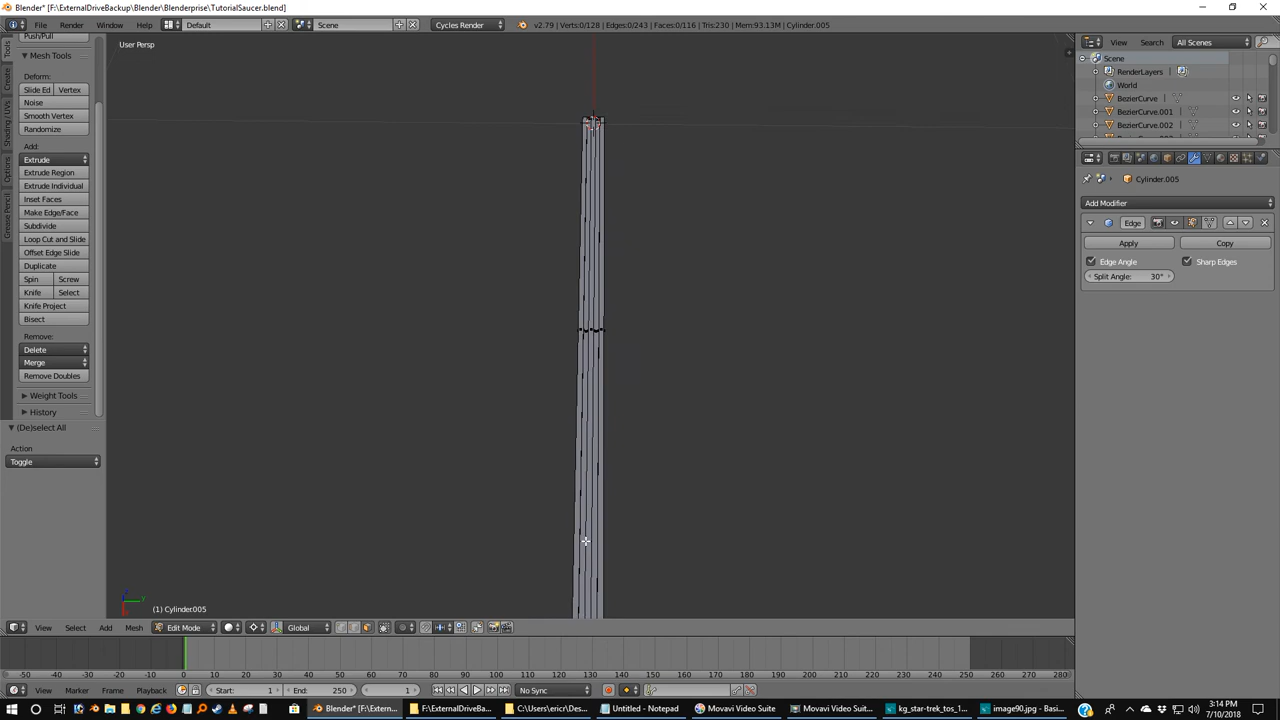 Blender* [F:\ExternalDriveBackup\Blender\Blenderprise\TutorialSaucer.blend]
File Render Window Help Default Scene Cycles Render v2.79 | Verts:0/128 | Edges:0/243 | Faces:0/116 | Tris:230 | Mem:93.13M | Cylinder.005
View Search All Scenes
Push/Pull
Mesh Tools
Deform:
Slide Ed Vertex
Noise
Smooth Vertex
Randomize
Add:
Extrude
Extrude Region
Extrude Individual
Inset Faces
Make Edge/Face
Subdivide
Loop Cut and Slide
Offset Edge Slide
Duplicate
Spin Screw
Knife Select
Knife Project
Bisect
Remove:
Delete
Merge
Remove Doubles
Weight Tools
History
(De)select All
Action
Toggle
Tools
Create
Shading / UVs
Options
Grease Pencil
User Persp
(1) Cylinder.005
Scene
RenderLayers
World
BezierCurve
BezierCurve.001
BezierCurve.002
Cylinder.005
Add Modifier
Edge
Apply Copy
Edge Angle Sharp Edges
Split Angle: 30°
View Select Add Mesh Edit Mode Global
-50 -40 -30 -20 -10 0 10 20 30 40 50 60 70 80 90 100 110 120 130 140 150 160 170 180 190 200 210 220 230 240 250 260 270 280
View Marker Frame Playback Start: 1 End: 250 1 No Sync
Blender* [F:\Extern... F:\ExternalDriveBa... C:\Users\eric\Des... Untitled - Notepad Movavi Video Suite Movavi Video Suit... kg_star-trek_tos_1... image90.jpg - Basi... 3:14 PM
7/10/2018